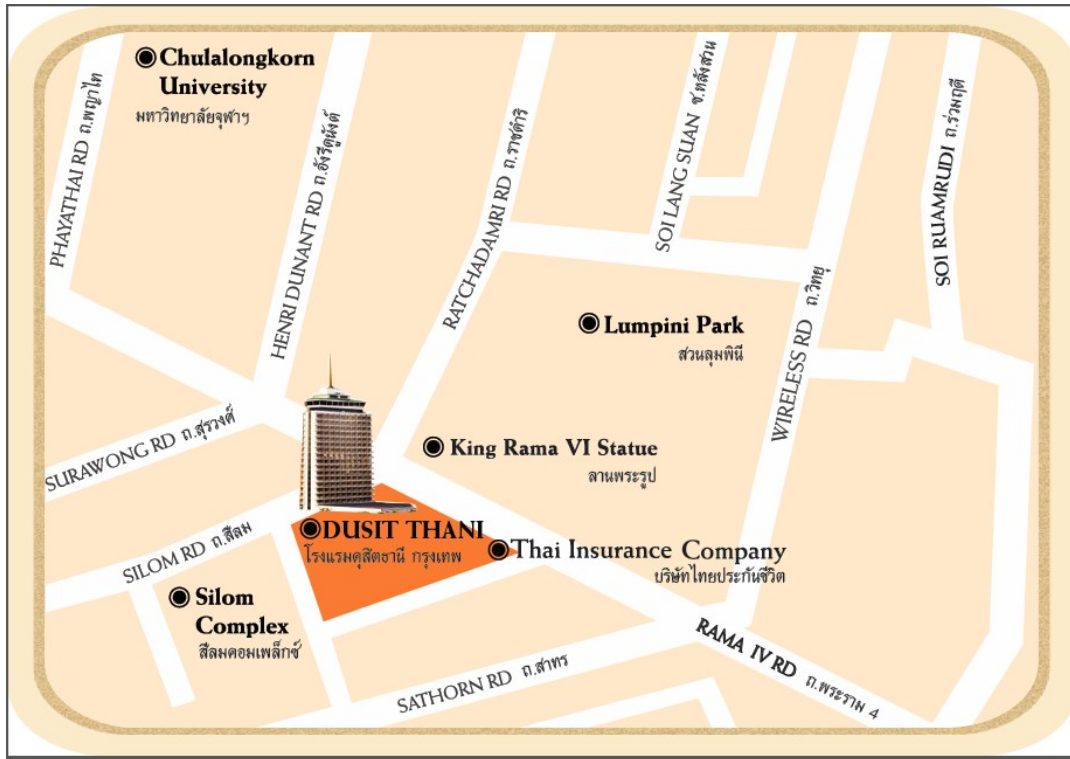 Chulalongkorn
University
มหาวิทยาลัยจุฬาฯ
PHAYATHAI RD ถ.พญาไท
HENRI DUNANT RD ถ.อังรีดูนังต์
RATCHADAMRI RD ถ.ราชดำริ
SOI LANG SUAN ซ.หลังสวน
WIRELESS RD ถ.วิทยุ
SOI RUAMRUDI ถ.ร่วมฤดี
Lumpini Park
สวนลุมพินี
SURAWONG RD ถ.สุรวงศ์
King Rama VI Statue
ลานพระรูป
SILOM RD ถ.สีลม
DUSIT THANI
โรงแรมดุสิตธานี กรุงเทพ
Thai Insurance Company
บริษัทไทยประกันชีวิต
Silom
Complex
สีลมคอมเพล็กซ์
SATHORN RD ถ.สาทร
RAMA IV RD ถ.พระราม 4